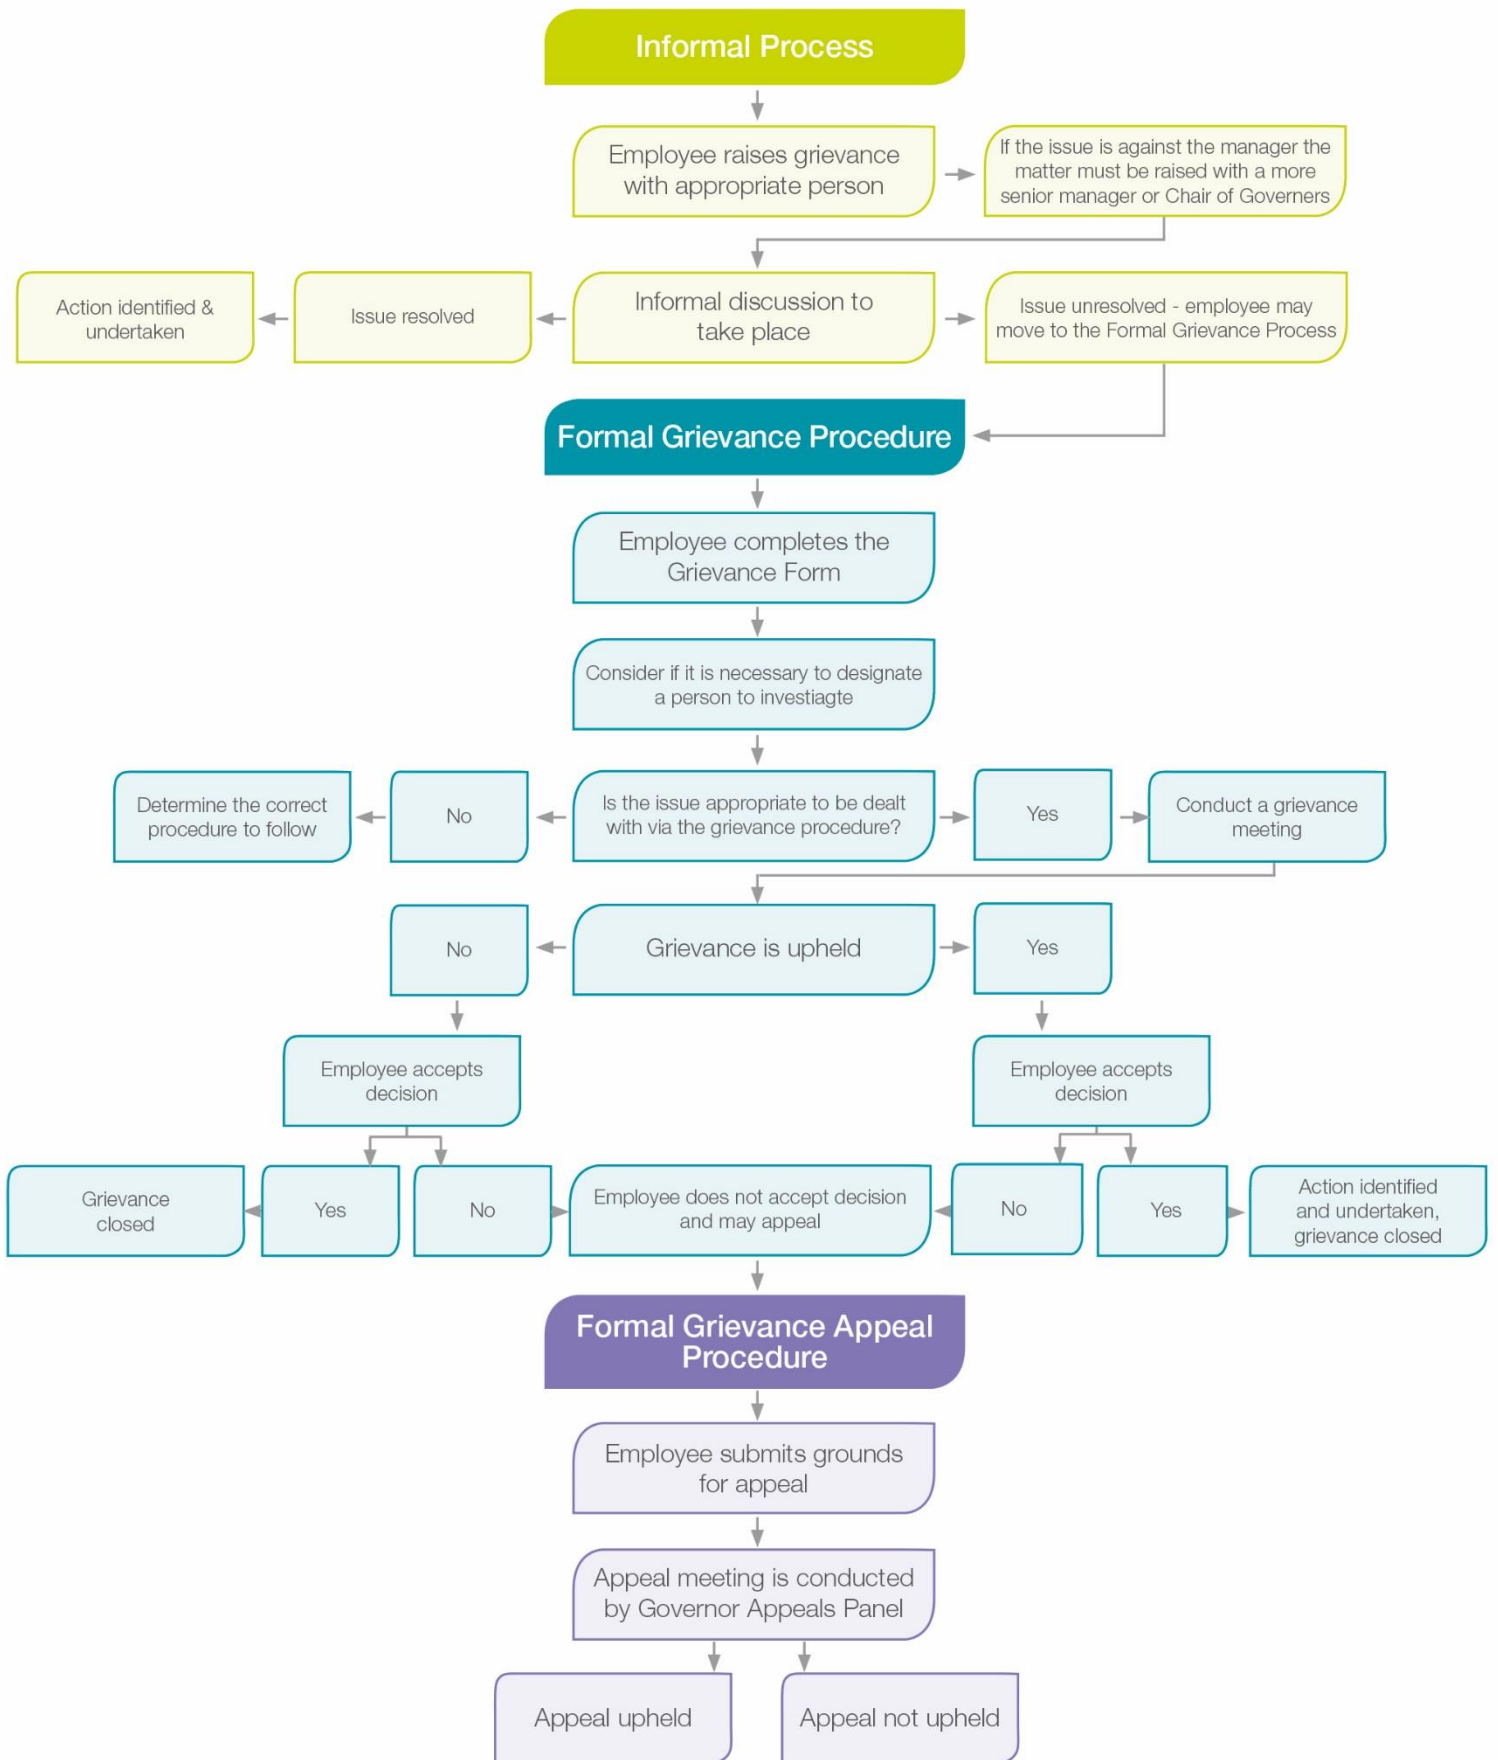 Informal Process
Employee raises grievance
with appropriate person
If the issue is against the manager the
matter must be raised with a more
senior manager or Chair of Governers
Action identified &
undertaken
Issue resolved
Informal discussion to
take place
Issue unresolved - employee may
move to the Formal Grievance Process
Formal Grievance Procedure
Employee completes the
Grievance Form
Consider if it is necessary to designate
a person to investiagte
Determine the correct
procedure to follow
No
Is the issue appropriate to be dealt
with via the grievance procedure?
Yes
Conduct a grievance
meeting
No
Grievance is upheld
Yes
Employee accepts
decision
Employee accepts
decision
Grievance
closed
Yes
No
Employee does not accept decision
and may appeal
No
Yes
Action identified
and undertaken,
grievance closed
Formal Grievance Appeal
Procedure
Employee submits grounds
for appeal
Appeal meeting is conducted
by Governor Appeals Panel
Appeal upheld
Appeal not upheld